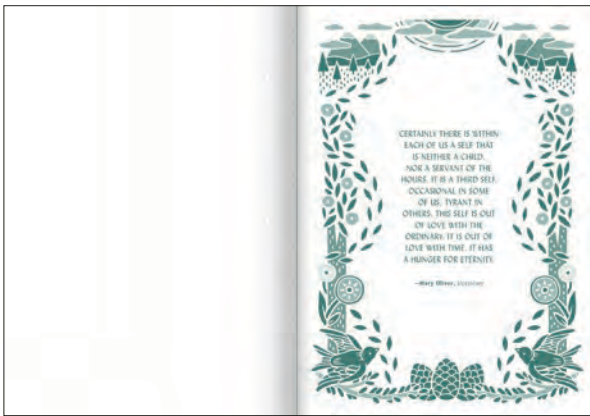 CERTAINLY THERE IS WITHIN
EACH OF US A SELF THAT
IS NEITHER A CHILD,
NOR A SERVANT OF THE
HOURS. IT IS A THIRD SELF,
OCCASIONAL IN SOME
OF US, TYRANT IN
OTHERS. THIS SELF IS OUT
OF LOVE WITH THE
ORDINARY. IT IS OUT OF
LOVE WITH TIME. IT HAS
A HUNGER FOR ETERNITY.
—Mary Oliver,